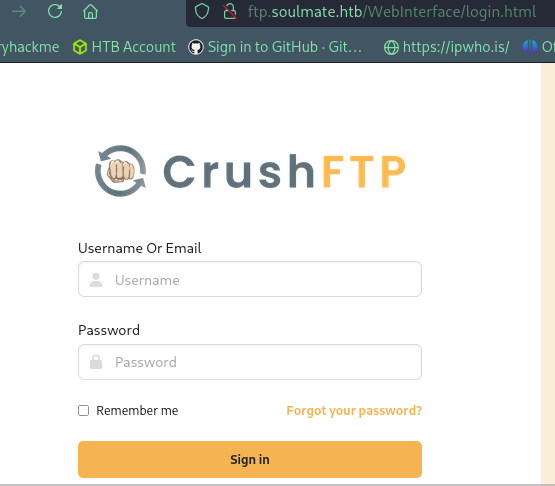 ftp.soulmate.htb/WebInterface/login.html
ryhackme HTB Account Sign in to GitHub · Git… https://ipwho.is/ Of
CrushFTP
Username Or Email
Username
Password
Password
Remember me Forgot your password?
Sign in